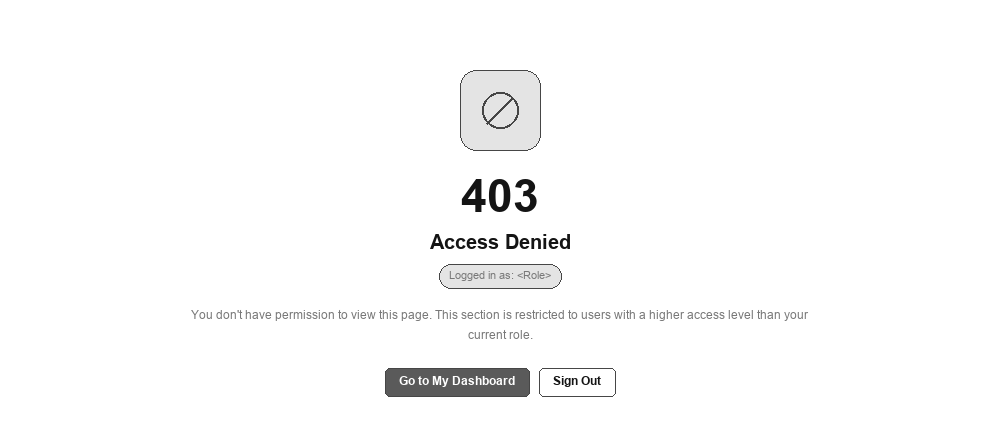 403
Access Denied
Logged in as: <Role>
You don't have permission to view this page. This section is restricted to users with a higher access level than your
current role.
Go to My Dashboard
Sign Out